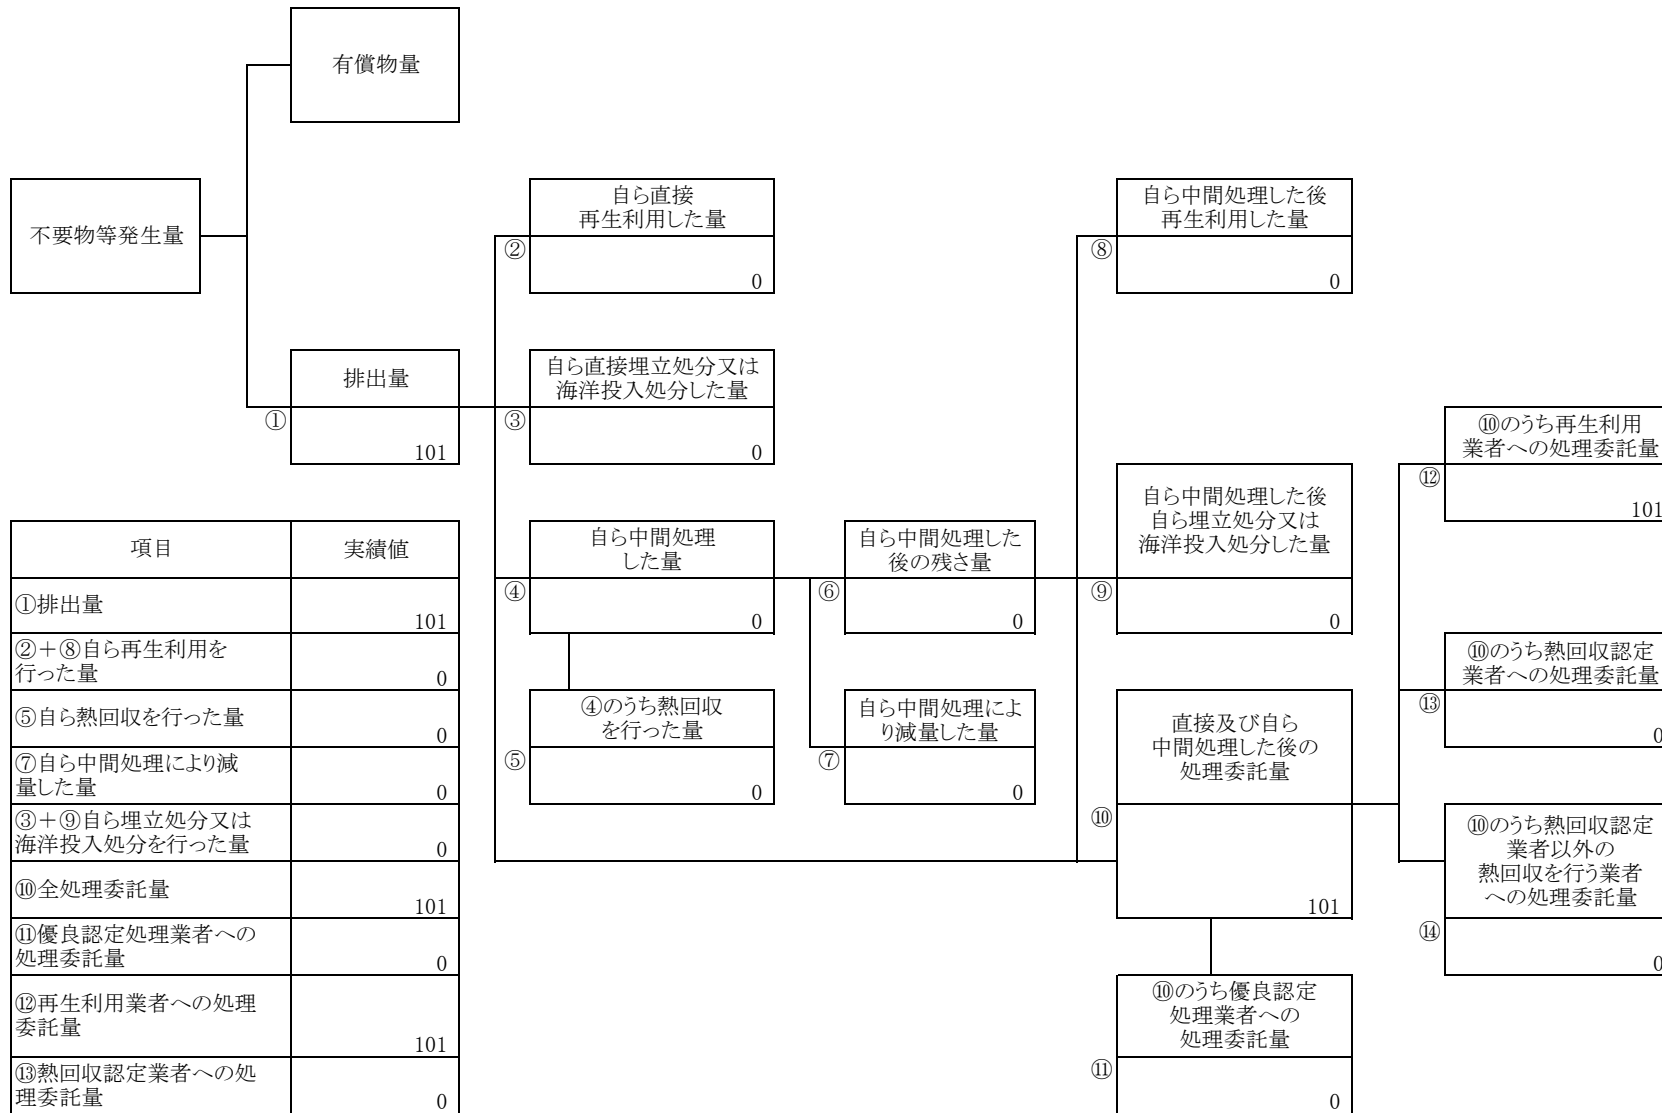 有償物量
不要物等発生量
自ら直接
再生利用した量
②
0
自ら中間処理した後
再生利用した量
⑧
0
排出量
①
101
自ら直接埋立処分又は
海洋投入処分した量
③
0
⑩のうち再生利用
業者への処理委託量
⑫
101
自ら中間処理した後
自ら埋立処分又は
海洋投入処分した量
⑨
0
自ら中間処理
した量
④
0
自ら中間処理した
後の残さ量
⑥
0
⑩のうち熱回収認定
業者への処理委託量
⑬
0
④のうち熱回収
を行った量
⑤
0
自ら中間処理によ
り減量した量
⑦
0
直接及び自ら
中間処理した後の
処理委託量
⑩
101
⑩のうち熱回収認定
業者以外の
熱回収を行う業者
への処理委託量
⑭
0
⑩のうち優良認定
処理業者への
処理委託量
⑪
0
項目 実績値
①排出量
101
②+⑧自ら再生利用を
行った量
0
⑤自ら熱回収を行った量
0
⑦自ら中間処理により減
量した量
0
③+⑨自ら埋立処分又は
海洋投入処分を行った量
0
⑩全処理委託量
101
⑪優良認定処理業者への
処理委託量
0
⑫再生利用業者への処理
委託量
101
⑬熱回収認定業者への処
理委託量
0